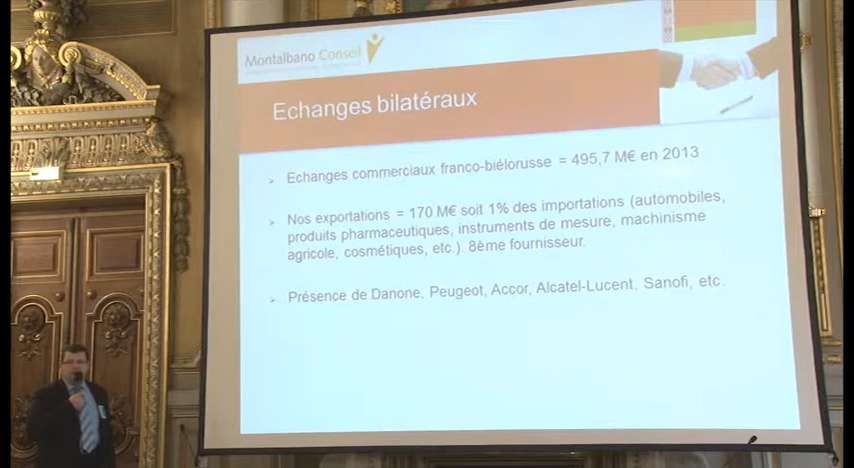 Montalbano Conseil
Echanges bilatéraux
Echanges commerciaux franco-biélorusse = 495,7 M€ en 2013
Nos exportations = 170 M€ soit 1% des importations (automobiles,
produits pharmaceutiques, instruments de mesure, machinisme
agricole, cosmétiques, etc.). 8ème fournisseur.
Présence de Danone, Peugeot, Accor, Alcatel-Lucent, Sanofi, etc.